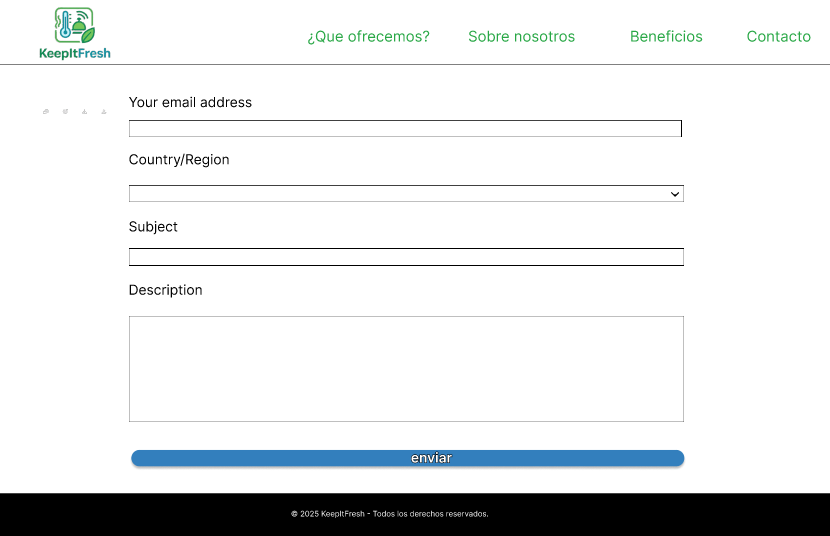 KeepItFresh
¿Que ofrecemos? Sobre nosotros Beneficios Contacto
Your email address
Country/Region
Subject
Description
enviar
© 2025 KeepItFresh - Todos los derechos reservados.